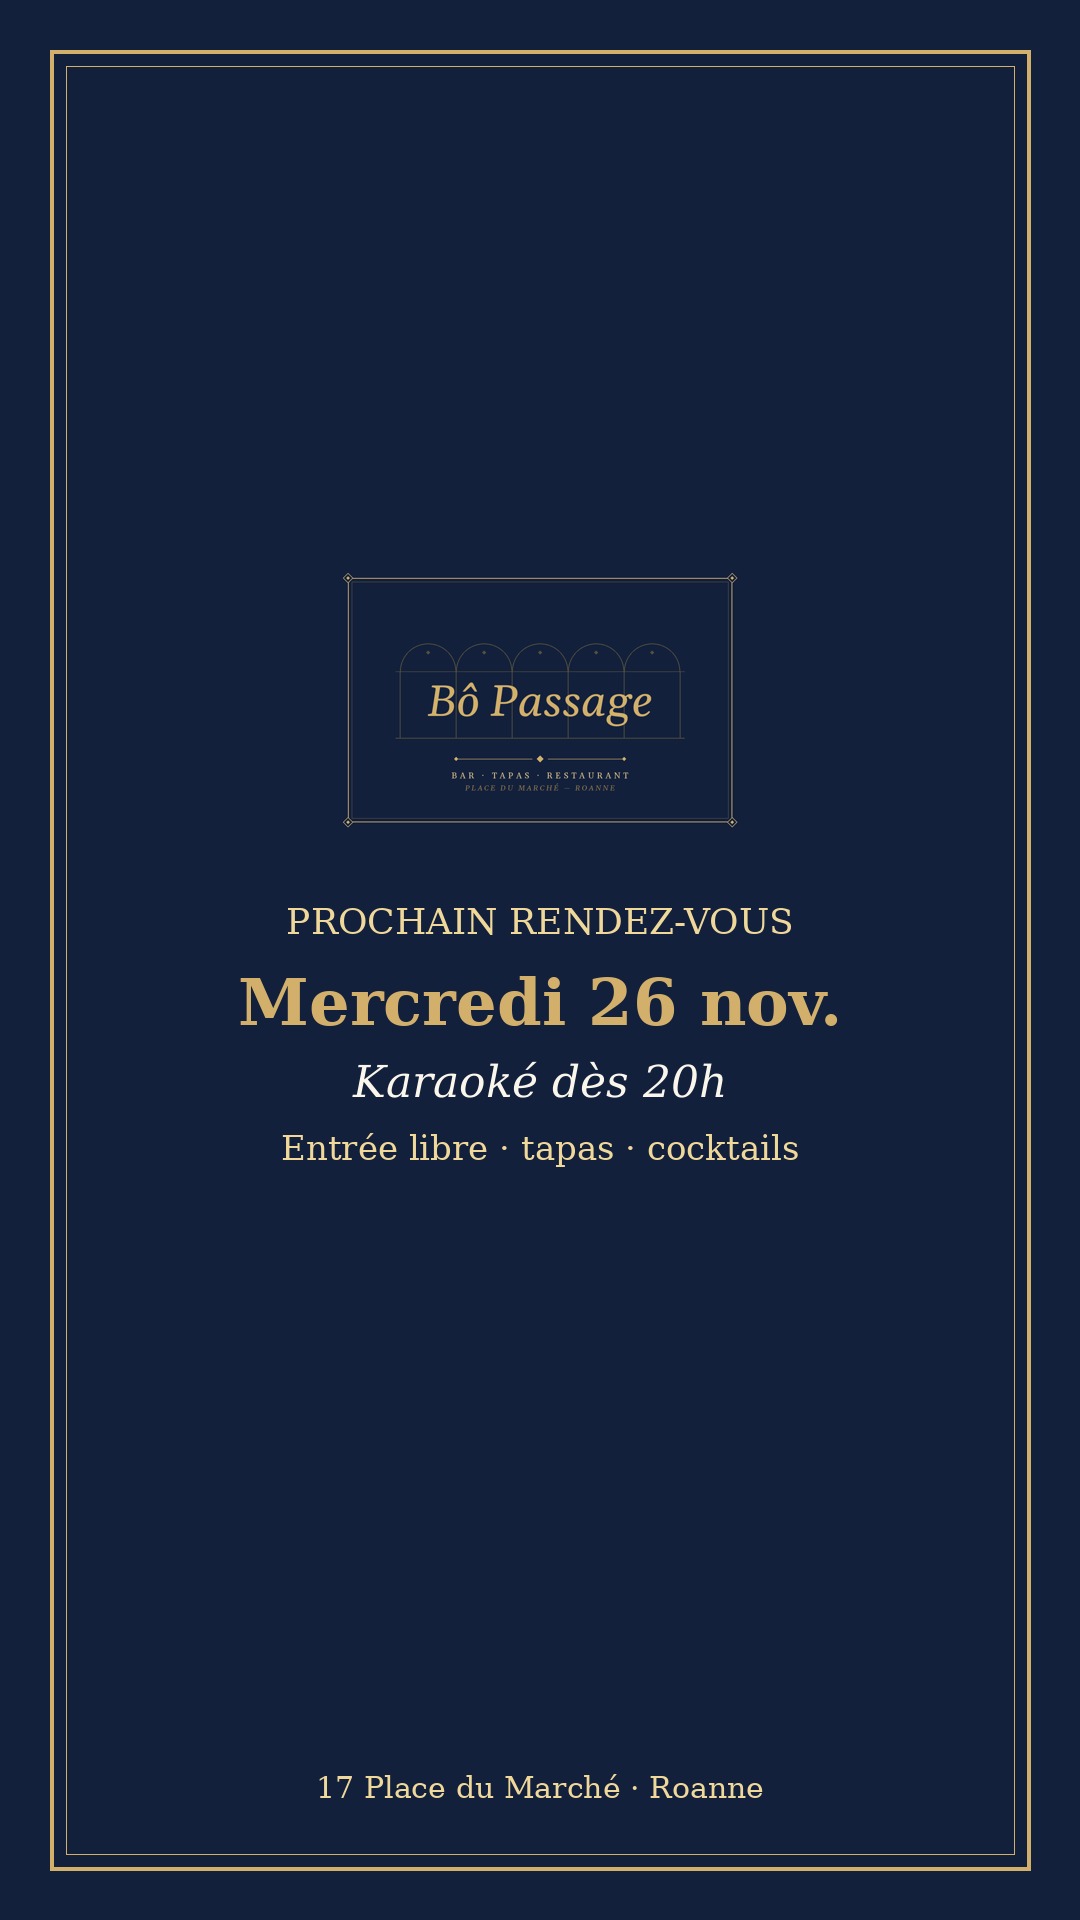 Bô Passage
BAR · TAPAS · RESTAURANT
PLACE DU MARCHÉ — ROANNE
PROCHAIN RENDEZ-VOUS
Mercredi 26 nov.
Karaoké dès 20h
Entrée libre · tapas · cocktails
17 Place du Marché · Roanne